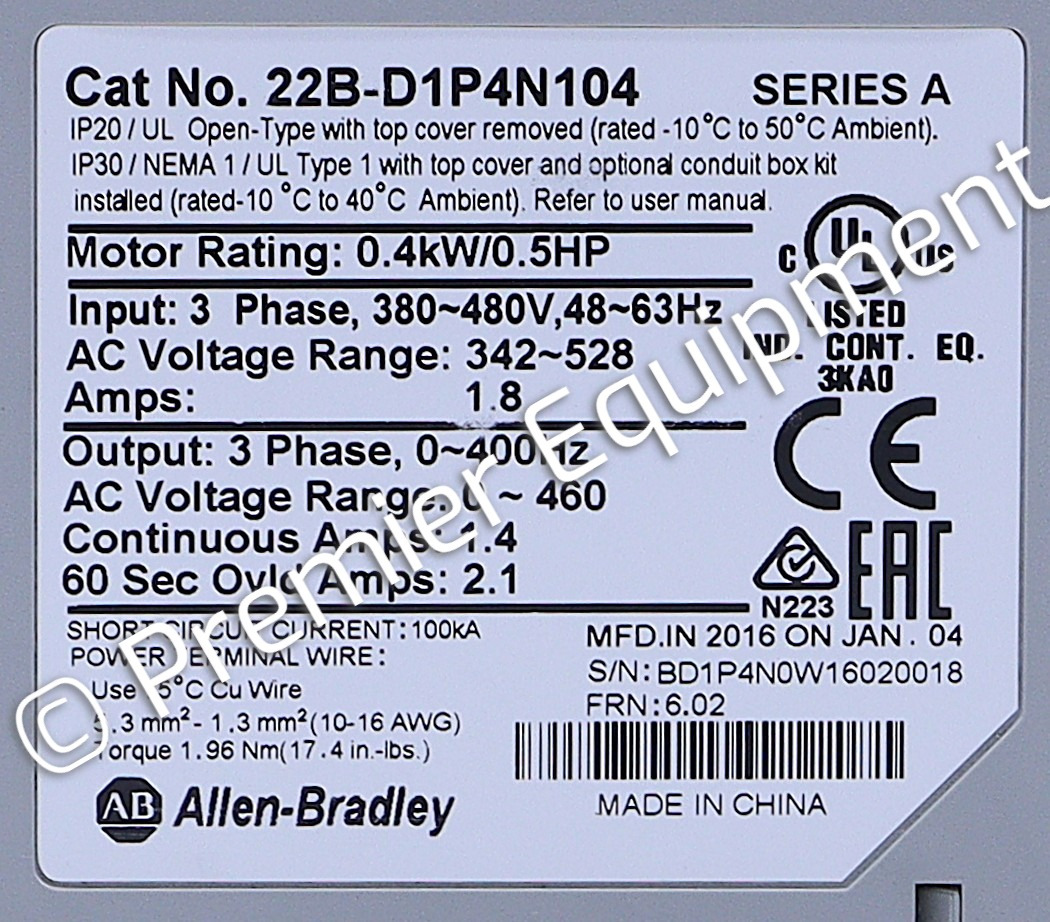 Cat No. 22B-D1P4N104 SERIES A
IP20 / UL Open-Type with top cover removed (rated -10°C to 50°C Ambient).
IP30 / NEMA 1 / UL Type 1 with top cover and optional conduit box kit
installed (rated-10 °C to 40°C Ambient). Refer to user manual.
Motor Rating: 0.4kW/0.5HP
C UL US
LISTED
IND. CONT. EQ.
3KA0
Input: 3 Phase, 380~480V,48~63Hz
AC Voltage Range: 342~528
Amps: 1.8
Output: 3 Phase, 0~400Hz
AC Voltage Range: 0 ~ 460
Continuous Amps: 1.4
60 Sec Ovld Amps: 2.1
CE
EAC
N223
SHORT CIRCUIT CURRENT: 100kA
POWER TERMINAL WIRE:
Use 75°C Cu Wire
5.3 mm²- 1.3 mm²(10-16 AWG)
Torque 1.96 Nm(17.4 in.-lbs.)
MFD.IN 2016 ON JAN. 04
S/N: BD1P4N0W16020018
FRN: 6.02
MADE IN CHINA
AB Allen-Bradley
© Premier Equipment